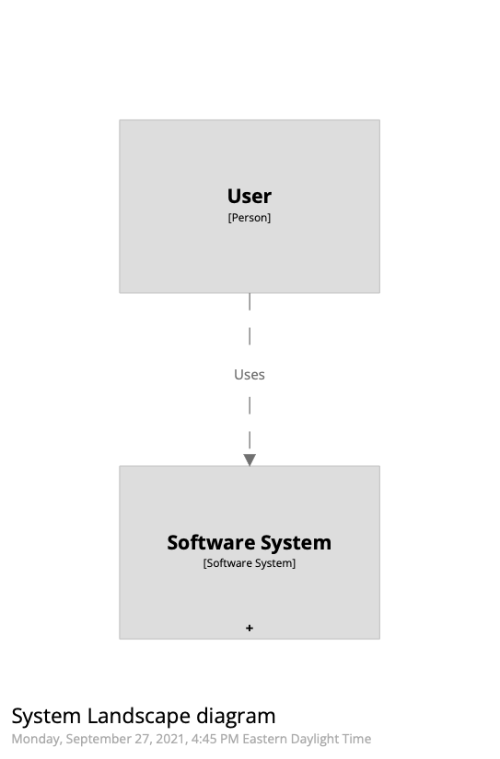 User
[Person]
Uses
Software System
[Software System]
+
System Landscape diagram
Monday, September 27, 2021, 4:45 PM Eastern Daylight Time